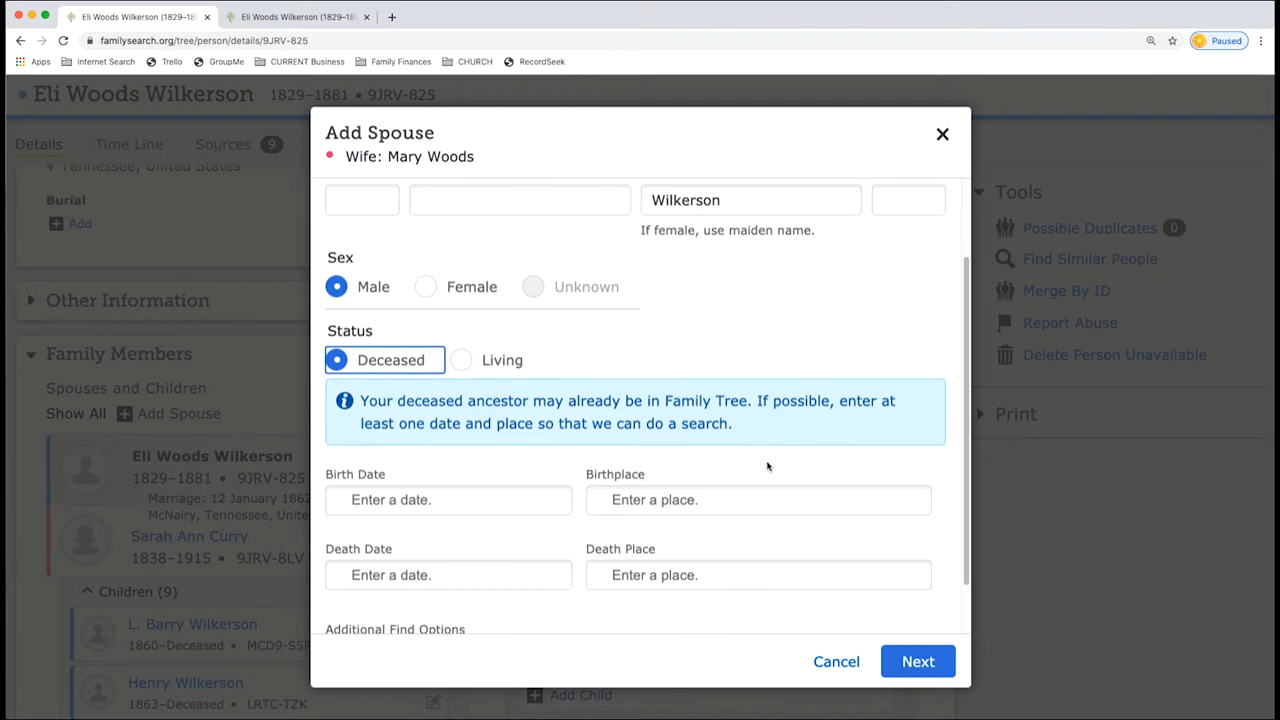 Eli Woods Wilkerson (1829–18
Eli Woods Wilkerson (1829–188
familysearch.org/tree/person/details/9JRV-825
Paused
Apps
Internet Search
Trello
GroupMe
CURRENT Business
Family Finances
CHURCH
RecordSeek
Eli Woods Wilkerson 1829–1881 • 9JRV-825
Details
Time Line
Sources 9
Tennessee, United States
Burial
Add
Other Information
Family Members
Spouses and Children
Show All
Add Spouse
Eli Woods Wilkerson
1829–1881 • 9JRV-825
Marriage: 12 January 1862
McNairy, Tennessee, Unite
Sarah Ann Curry
1838–1915 • 9JRV-8LV
Children (9)
L. Barry Wilkerson
1860–Deceased • MCD9-S5R
Henry Wilkerson
1863–Deceased • LRTC-TZK
Add Spouse
Wife: Mary Woods
Wilkerson
If female, use maiden name.
Sex
Male
Female
Unknown
Status
Deceased
Living
Your deceased ancestor may already be in Family Tree. If possible, enter at
least one date and place so that we can do a search.
Birth Date
Birthplace
Enter a date.
Enter a place.
Death Date
Death Place
Enter a date.
Enter a place.
Additional Find Options
Cancel
Next
Add Child
Tools
Possible Duplicates 0
Find Similar People
Merge By ID
Report Abuse
Delete Person Unavailable
Print